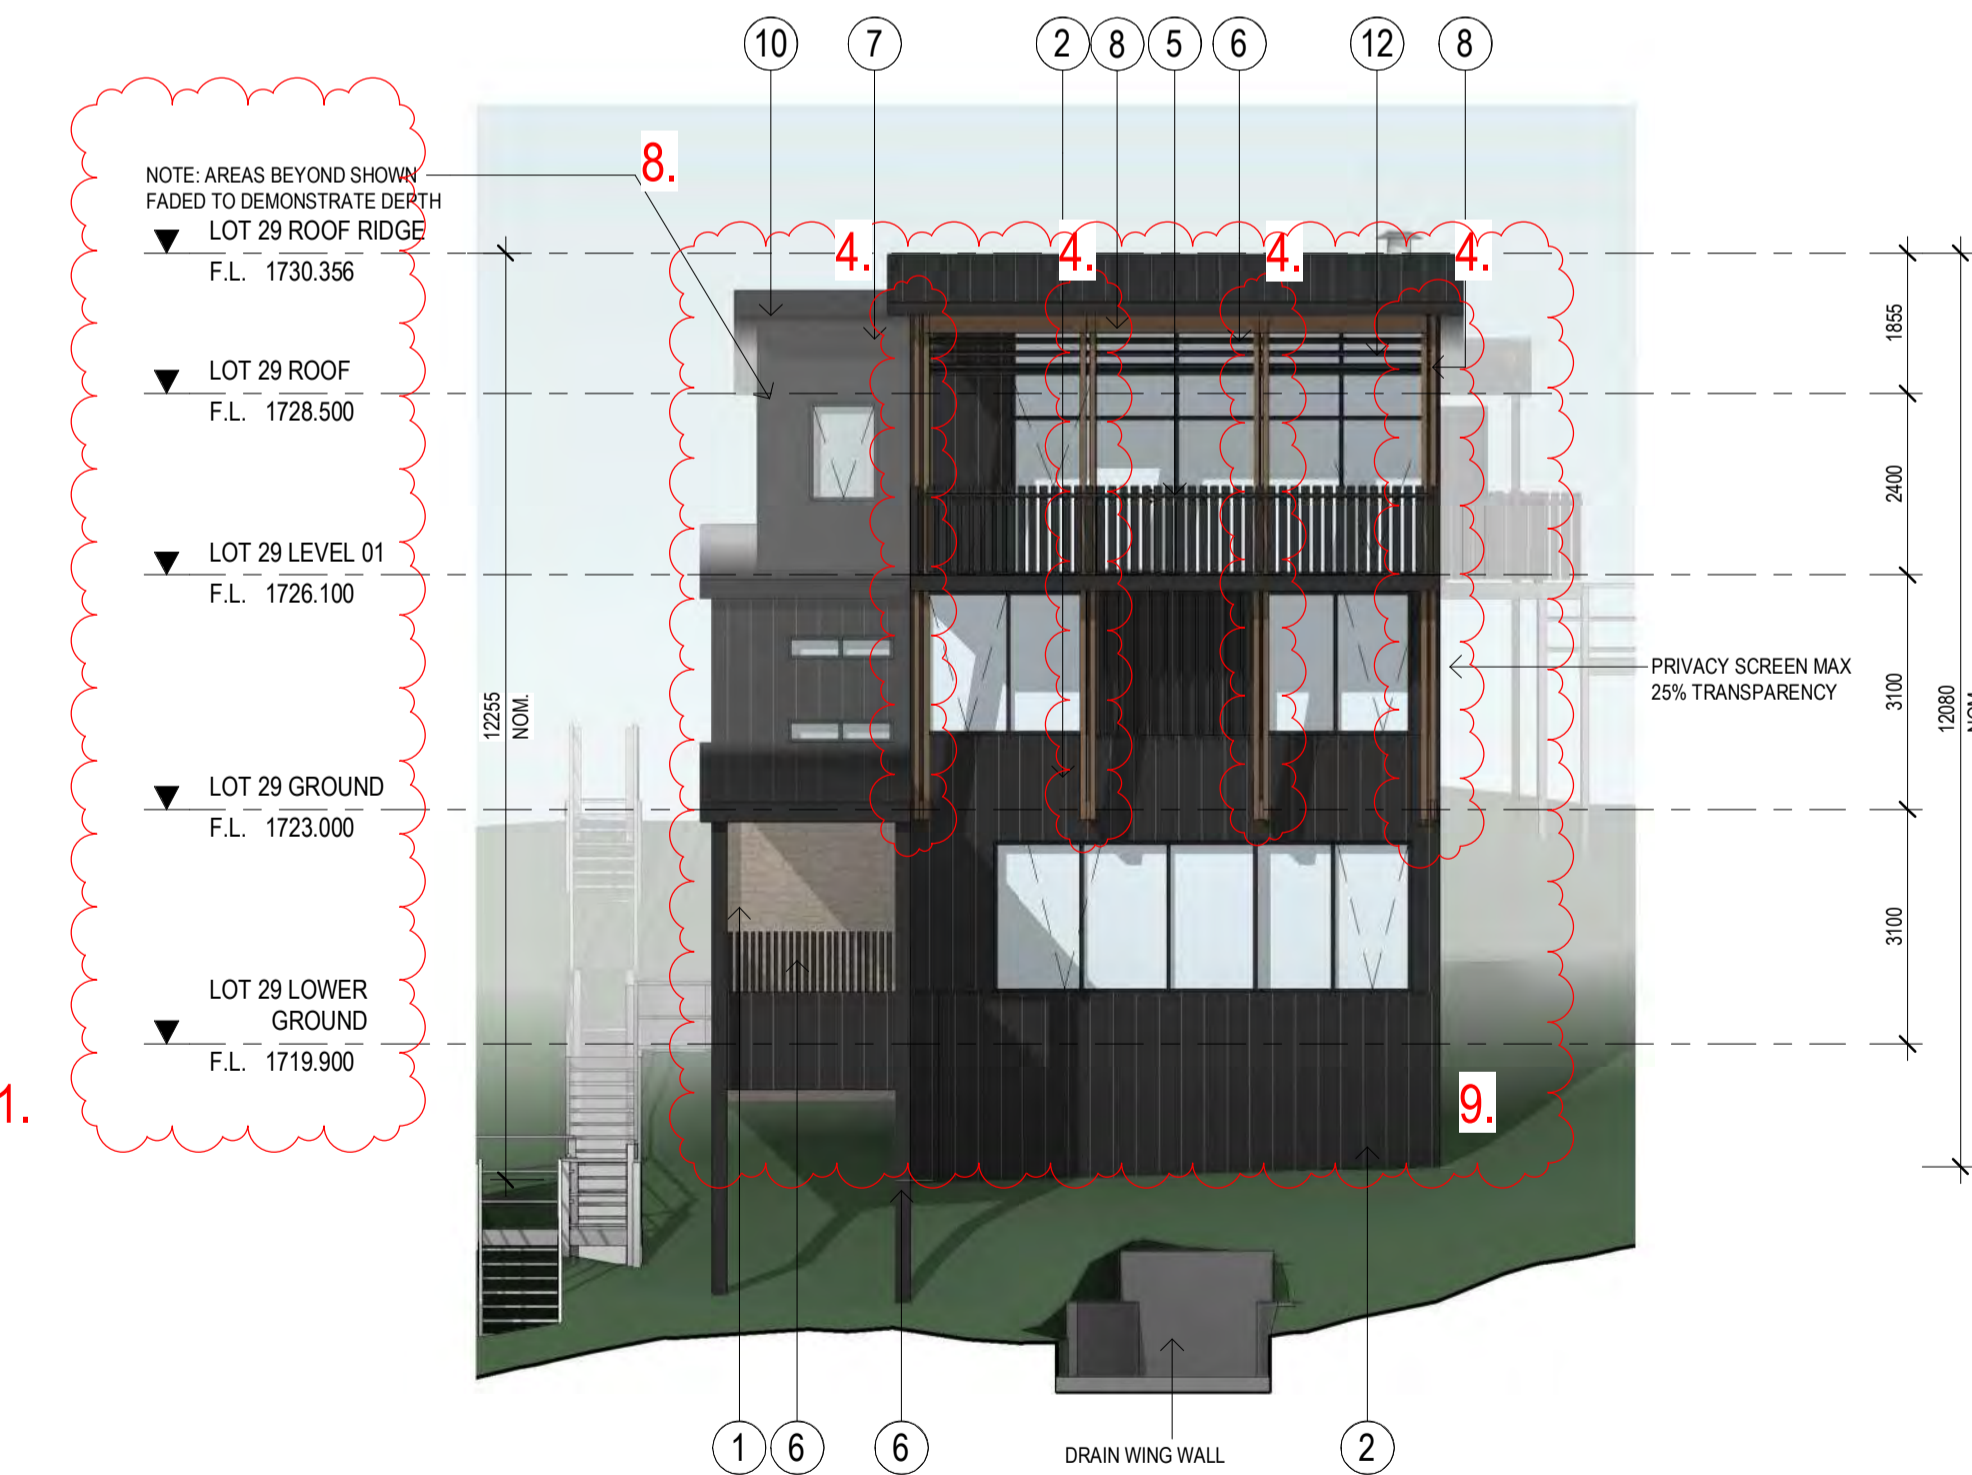 10 7 2 8 5 6 12 8
NOTE: AREAS BEYOND SHOWN
FADED TO DEMONSTRATE DEPTH
8.
LOT 29 ROOF RIDGE
F.L. 1730.356
4. 4. 4. 4.
1855
LOT 29 ROOF
F.L. 1728.500
2400
LOT 29 LEVEL 01
F.L. 1726.100
12255
NOM.
PRIVACY SCREEN MAX
25% TRANSPARENCY
3100
12080
NOM.
LOT 29 GROUND
F.L. 1723.000
3100
LOT 29 LOWER
GROUND
F.L. 1719.900
1.
9.
1 6 6
DRAIN WING WALL
2